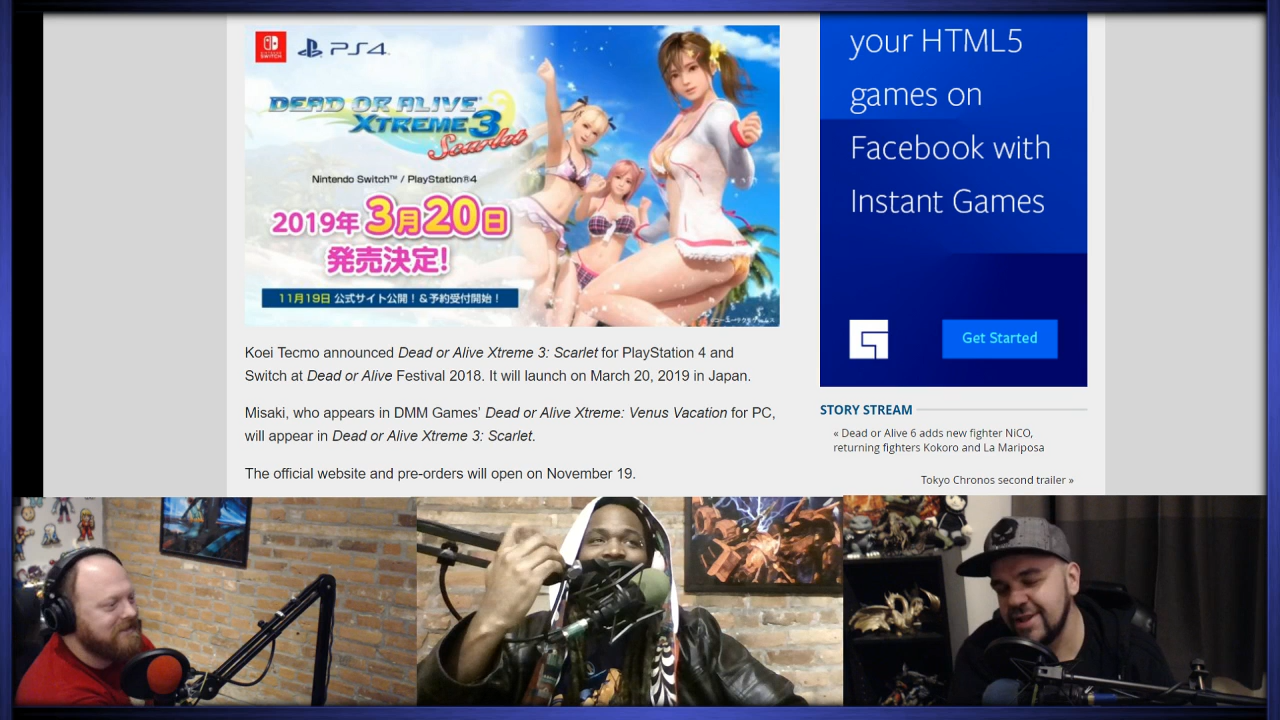 NINTENDO SWITCH
PS4
DEAD OR ALIVE
XTREME 3
Scarlet
Nintendo Switch™ / PlayStation®4
2019年 3月20日
発売決定!
11月19日 公式サイト公開！&予約受付開始！
your HTML5
games on
Facebook with
Instant Games
Get Started
Koei Tecmo announced Dead or Alive Xtreme 3: Scarlet for PlayStation 4 and
Switch at Dead or Alive Festival 2018. It will launch on March 20, 2019 in Japan.
Misaki, who appears in DMM Games’ Dead or Alive Xtreme: Venus Vacation for PC,
will appear in Dead or Alive Xtreme 3: Scarlet.
The official website and pre-orders will open on November 19.
STORY STREAM
« Dead or Alive 6 adds new fighter NiCO,
returning fighters Kokoro and La Mariposa
Tokyo Chronos second trailer »